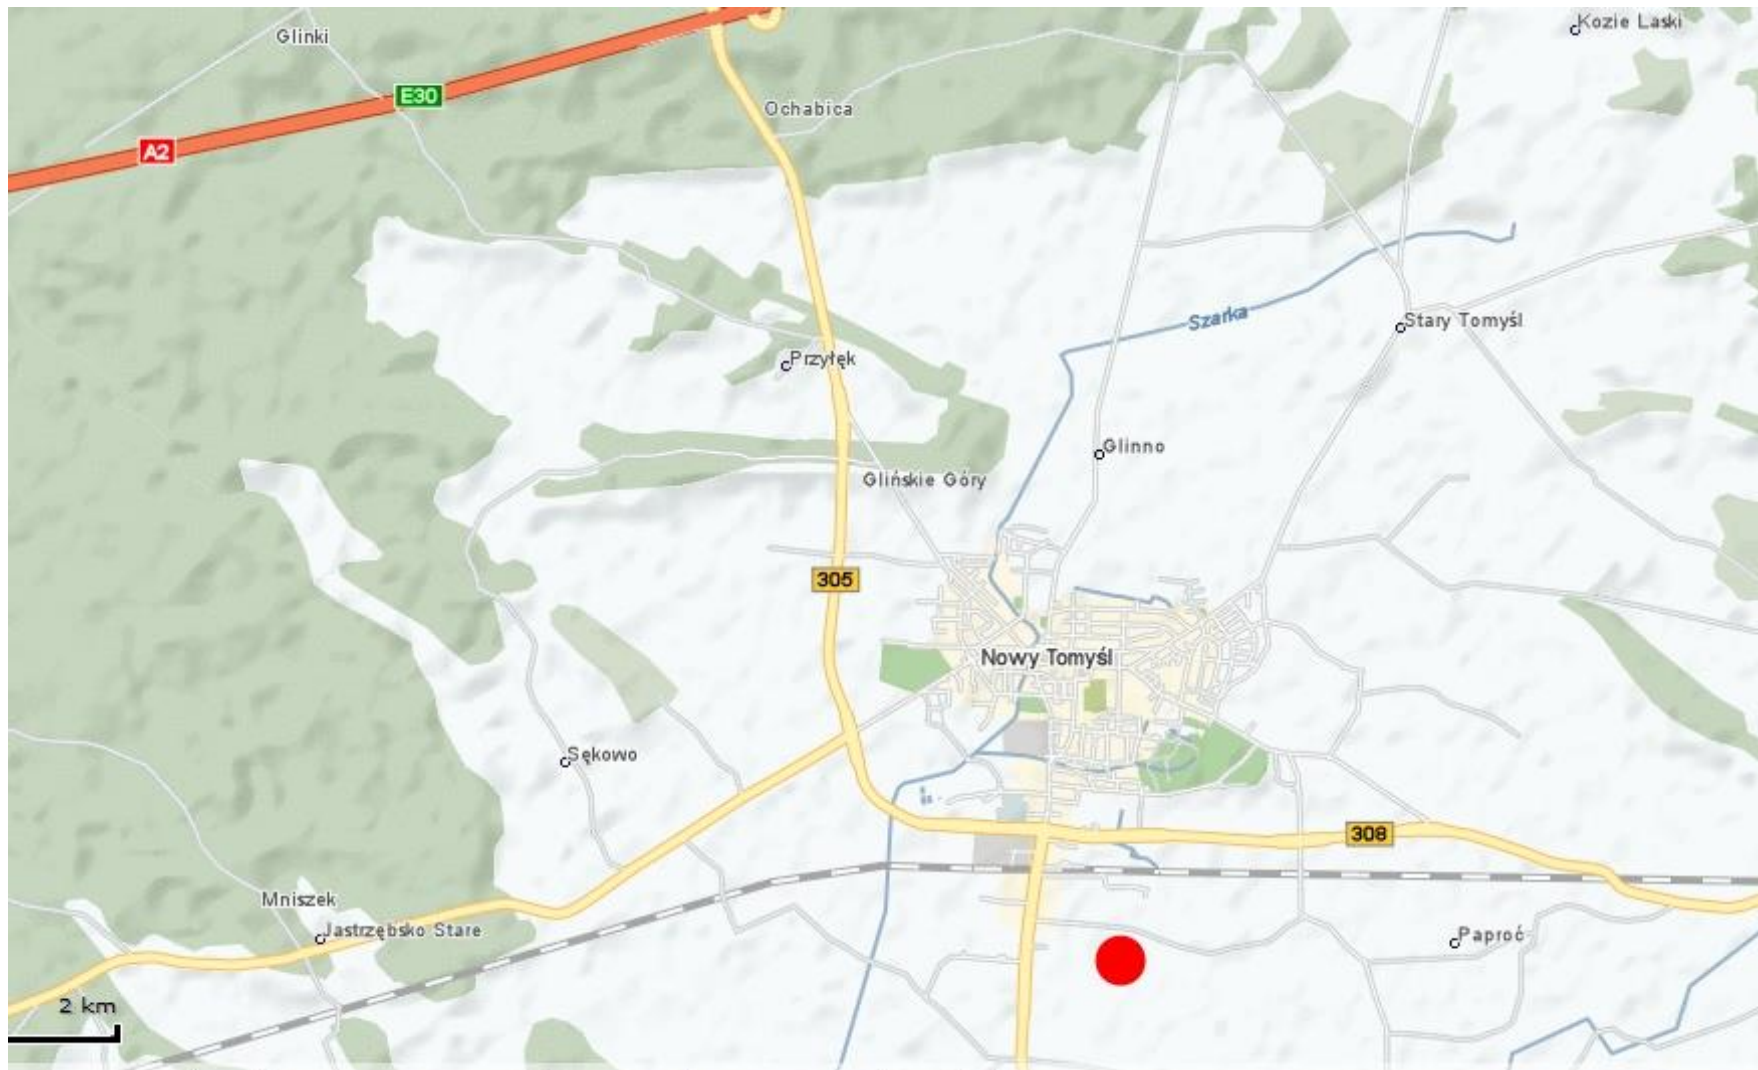 Glinki
Kozie Laski
E30
Ochabica
A2
Szarka
Stary Tomyśl
Przyłęk
Glinno
Glińskie Góry
305
Nowy Tomyśl
Sękowo
308
Mniszek
Jastrzębsko Stare
Paproć
2 km